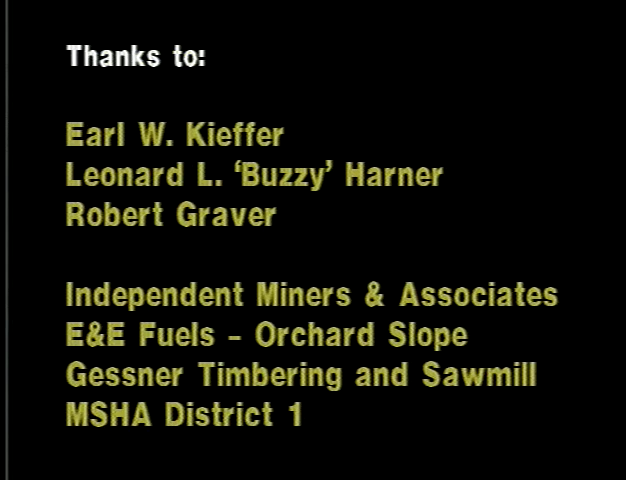 Thanks to:
Earl W. Kieffer
Leonard L. ‘Buzzy’ Harner
Robert Graver
Independent Miners & Associates
E&E Fuels – Orchard Slope
Gessner Timbering and Sawmill
MSHA District 1